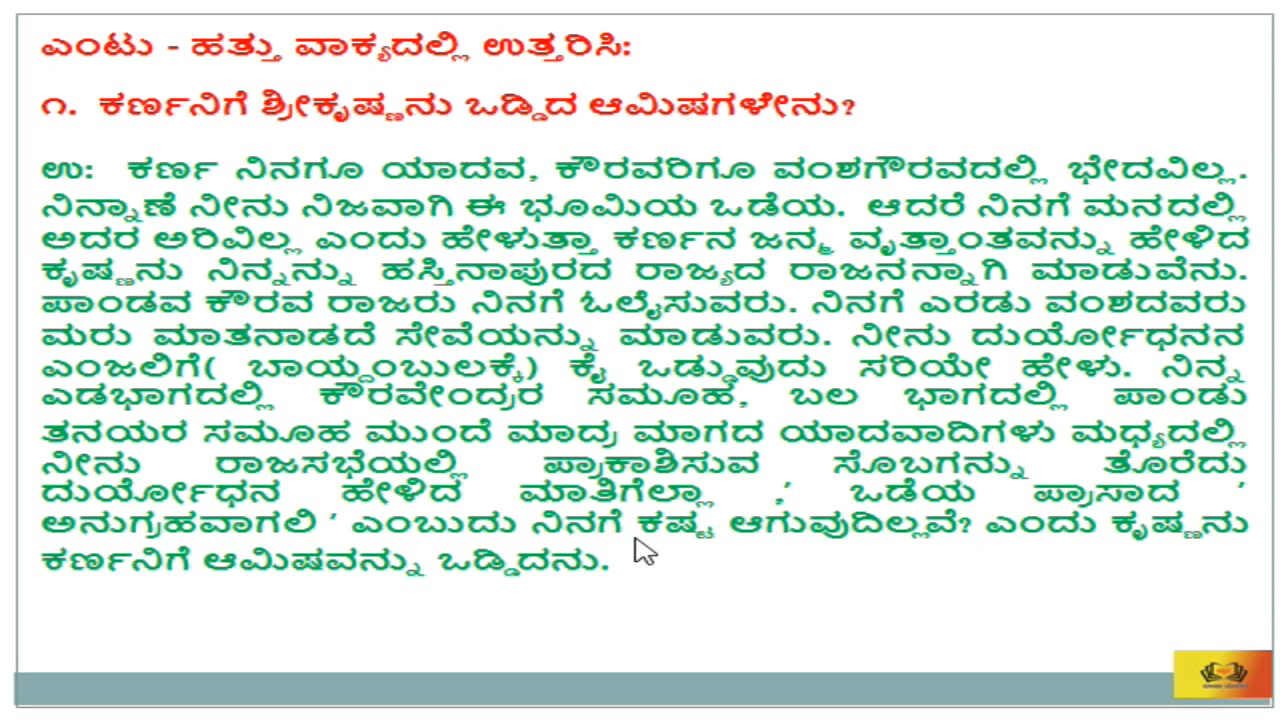 ಎಂಟು - ಹತ್ತು ವಾಕ್ಯದಲ್ಲಿ ಉತ್ತರಿಸಿ:
೧. ಕರ್ಣನಿಗೆ ಶ್ರೀಕೃಷ್ಣನು ಒಡ್ಡಿದ ಆಮಿಷಗಳೇನು?
ಉ: ಕರ್ಣ ನಿನಗೂ ಯಾದವ, ಕೌರವರಿಗೂ ವಂಶಗೌರವದಲ್ಲಿ ಭೇದವಿಲ್ಲ.
ನಿನ್ನಾಣೆ ನೀನು ನಿಜವಾಗಿ ಈ ಭೂಮಿಯ ಒಡೆಯ. ಆದರೆ ನಿನಗೆ ಮನದಲ್ಲಿ
ಅದರ ಅರಿವಿಲ್ಲ ಎಂದು ಹೇಳುತ್ತಾ ಕರ್ಣನ ಜನ್ಮ ವೃತ್ತಾಂತವನ್ನು ಹೇಳಿದ
ಕೃಷ್ಣನು ನಿನ್ನನ್ನು ಹಸ್ತಿನಾಪುರದ ರಾಜ್ಯದ ರಾಜನನ್ನಾಗಿ ಮಾಡುವೆನು.
ಪಾಂಡವ ಕೌರವ ರಾಜರು ನಿನಗೆ ಓಲೈಸುವರು. ನಿನಗೆ ಎರಡು ವಂಶದವರು
ಮರು ಮಾತನಾಡದೆ ಸೇವೆಯನ್ನು ಮಾಡುವರು. ನೀನು ದುರ್ಯೋಧನನ
ಎಂಜಲಿಗೆ( ಬಾಯ್ದಂಬುಲಕ್ಕೆ) ಕೈ ಒಡ್ಡುವುದು ಸರಿಯೇ ಹೇಳು. ನಿನ್ನ
ಎಡಭಾಗದಲ್ಲಿ ಕೌರವೇಂದ್ರರ ಸಮೂಹ, ಬಲ ಭಾಗದಲ್ಲಿ ಪಾಂಡು
ತನಯರ ಸಮೂಹ ಮುಂದೆ ಮಾದ್ರ ಮಾಗದ ಯಾದವಾದಿಗಳು ಮಧ್ಯದಲ್ಲಿ
ನೀನು ರಾಜಸಭೆಯಲ್ಲಿ ಪ್ರಾಕಾಶಿಸುವ ಸೊಬಗನ್ನು ತೊರೆದು
ದುರ್ಯೋಧನ ಹೇಳಿದ ಮಾತಿಗೆಲ್ಲಾ ,' ಒಡೆಯ ಪ್ರಾಸಾದ '
ಅನುಗ್ರಹವಾಗಲಿ ' ಎಂಬುದು ನಿನಗೆ ಕಷ್ಟ ಆಗುವುದಿಲ್ಲವೆ? ಎಂದು ಕೃಷ್ಣನು
ಕರ್ಣನಿಗೆ ಆಮಿಷವನ್ನು ಒಡ್ಡಿದನು.